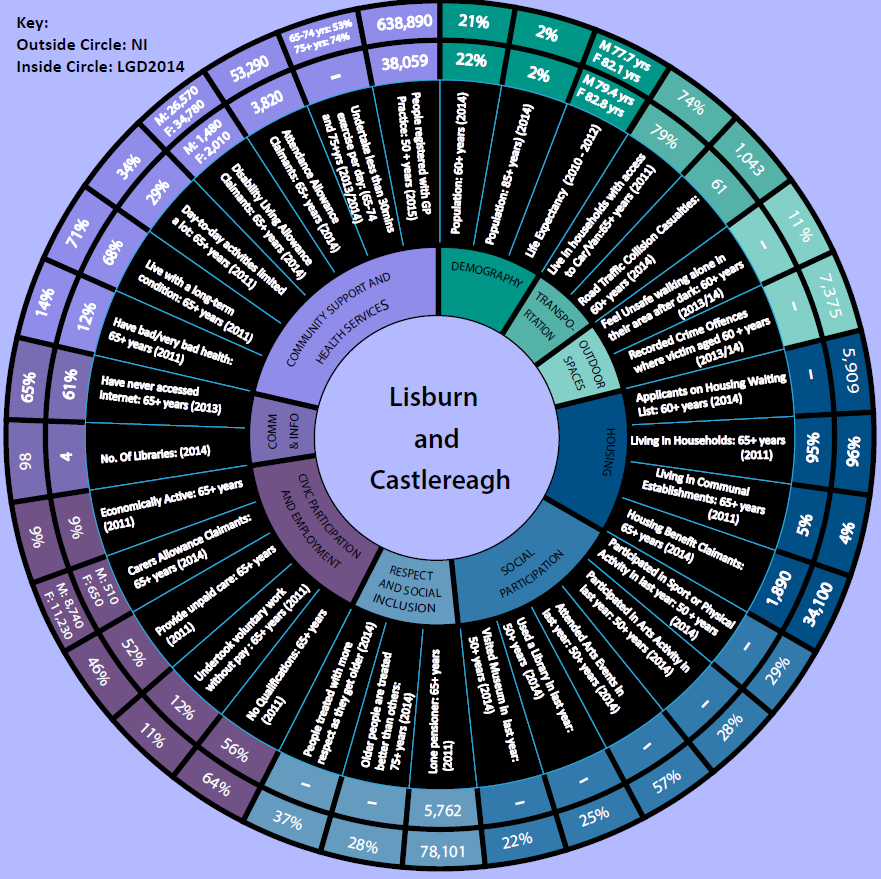 Key:
Outside Circle: NI
Inside Circle: LGD2014
Lisburn
and
Castlereagh
DEMOGRAPHY
21%
22%
Population: 60+ years (2014)
2%
2%
Population: 85+ years) (2014)
M 77.7 yrs
F 82.1 yrs
M 79.4 yrs
F 82.8 yrs
Life Expectancy (2010 - 2012)
TRANSPO-
RTATION
74%
79%
Live in households with access
to Car/Van:65+ years (2011)
1,043
61
Road Traffic Collision Casualties:
60+ years (2014)
OUTDOOR
SPACES
11%
–
Feel Unsafe walking alone in
their area after dark: 60+ years
(2013/14)
7,375
–
Recorded Crime Offences
where victim aged 60 + years
(2013/14)
HOUSING
5,909
–
Applicants on Housing Waiting
List: 60+ years (2014)
96%
95%
Living in Households: 65+ years
(2011)
4%
5%
Living in Communal
Establishments: 65+ years
(2011)
34,100
1,890
Housing Benefit Claimants:
65+ years (2014)
SOCIAL
PARTICIPATION
29%
–
Participated in Sport or Physical
Activity in last year: 50 + years
(2014)
28%
–
Participated in Arts Activity in
last year: 50+ years (2014)
57%
–
Attended Arts Events in
last year: 50+ years (2014)
25%
–
Used a Library in last year:
50+ years (2014)
22%
–
Visited Museum in last year:
50+ years (2014)
RESPECT
AND SOCIAL
INCLUSION
78,101
5,762
Lone pensioner: 65+ years
(2011)
28%
–
Older people are treated
better than others:
75+ years (2014)
37%
–
People treated with more
respect as they get older (2014)
CIVIC PARTICIPATION
AND EMPLOYMENT
64%
56%
No Qualifications: 65+ years
(2011)
11%
12%
Undertook voluntary work
without pay : 65+ years (2011)
46%
52%
Provide unpaid care: 65+ years
(2011)
M: 8,740
F: 11,230
M: 510
F: 650
Carers Allowance Claimants:
65+ years (2014)
9%
9%
Economically Active: 65+ years
(2011)
COMM
& INFO
98
4
No. Of Libraries: (2014)
65%
61%
Have never accessed
Internet: 65+ years (2013)
COMMUNITY SUPPORT AND
HEALTH SERVICES
14%
12%
Have bad/very bad health:
65+ years (2011)
71%
68%
Live with a long-term
condition: 65+ years (2011)
34%
29%
Day-to-day activities limited
a lot: 65+ years (2011)
M: 26,570
F: 34,780
M: 1,480
F: 2,010
Disability Living Allowance
Claimants: 65+ years (2014)
53,290
3,820
Attendance Allowance
Claimants: 65+ years (2014)
65-74 yrs: 53%
75+ yrs: 74%
–
Undertake less than 30mins
exercise per day: 65-74
and 75+yrs (2013/2014)
638,890
38,059
People registered with GP
Practice: 50 + years (2015)